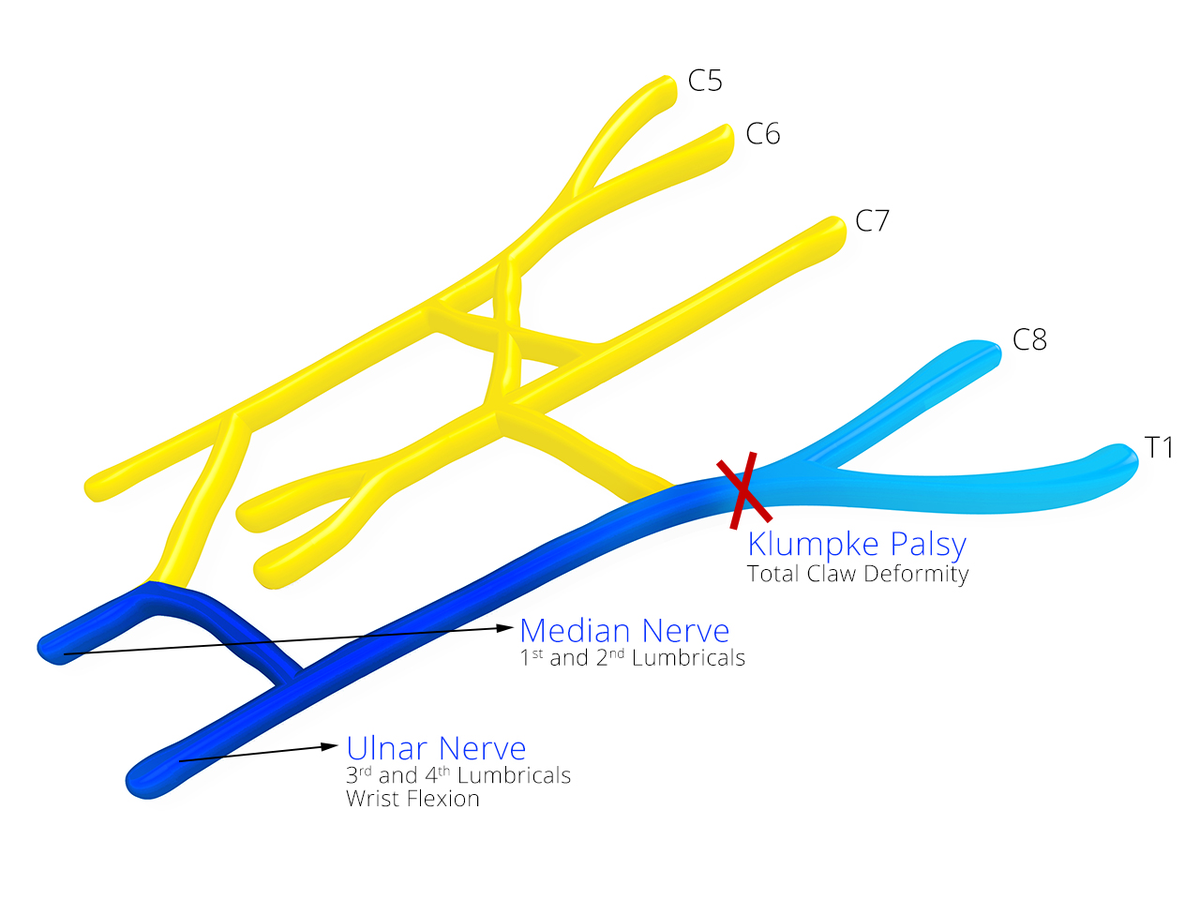 C5
C6
C7
C8
T1
Klumpke Palsy
Total Claw Deformity
Median Nerve
1st and 2nd Lumbricals
Ulnar Nerve
3rd and 4th Lumbricals
Wrist Flexion